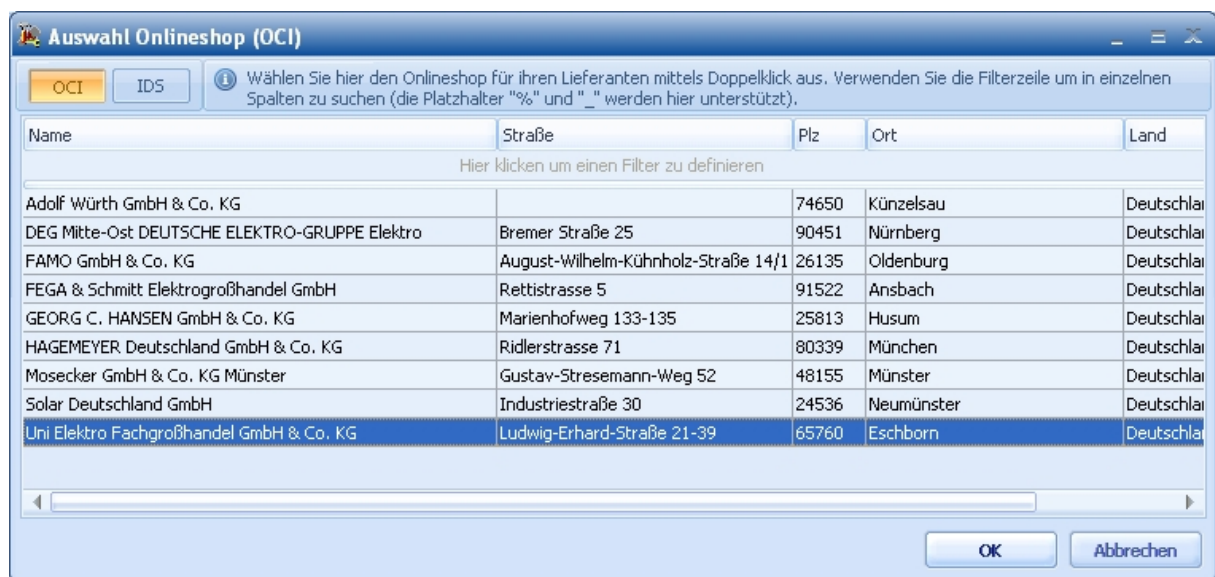 Auswahl Onlineshop (OCI)
OCI IDS
Wählen Sie hier den Onlineshop für ihren Lieferanten mittels Doppelklick aus. Verwenden Sie die Filterzeile um in einzelnen
Spalten zu suchen (die Platzhalter "%" und "_" werden hier unterstützt).
Name Straße Plz Ort Land
Hier klicken um einen Filter zu definieren
Adolf Würth GmbH & Co. KG 74650 Künzelsau Deutschlan
DEG Mitte-Ost DEUTSCHE ELEKTRO-GRUPPE Elektro Bremer Straße 25 90451 Nürnberg Deutschlan
FAMO GmbH & Co. KG August-Wilhelm-Kühnholz-Straße 14/1 26135 Oldenburg Deutschlan
FEGA & Schmitt Elektrogroßhandel GmbH Rettistrasse 5 91522 Ansbach Deutschlan
GEORG C. HANSEN GmbH & Co. KG Marienhofweg 133-135 25813 Husum Deutschlan
HAGEMEYER Deutschland GmbH & Co. KG Ridlerstrasse 71 80339 München Deutschlan
Mosecker GmbH & Co. KG Münster Gustav-Stresemann-Weg 52 48155 Münster Deutschlan
Solar Deutschland GmbH Industriestraße 30 24536 Neumünster Deutschlan
Uni Elektro Fachgroßhandel GmbH & Co. KG Ludwig-Erhard-Straße 21-39 65760 Eschborn Deutschlan
OK Abbrechen